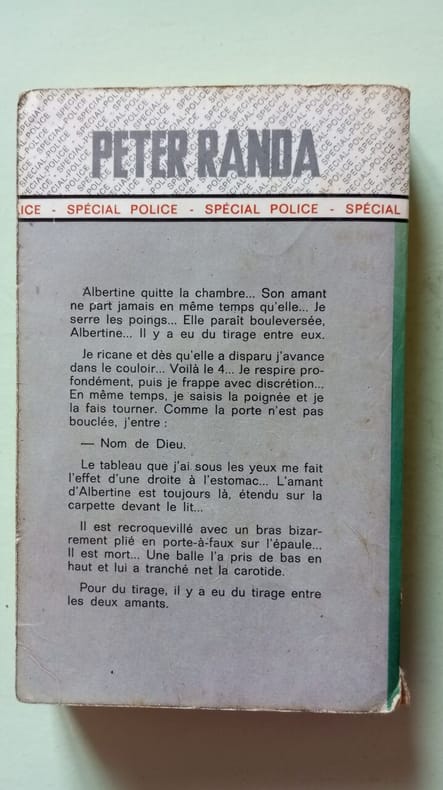 PETER RANDA
ICE - SPÉCIAL POLICE - SPÉCIAL POLICE - SPÉCIAL
Albertine quitte la chambre... Son amant
ne part jamais en même temps qu'elle... Je
serre les poings... Elle paraît bouleversée,
Albertine... Il y a eu du tirage entre eux.
Je ricane et dès qu'elle a disparu j'avance
dans le couloir... Voilà le 4... Je respire pro-
fondément, puis je frappe avec discrétion...
En même temps, je saisis la poignée et je
la fais tourner. Comme la porte n'est pas
bouclée, j'entre :
— Nom de Dieu.
Le tableau que j'ai sous les yeux me fait
l'effet d'une droite à l'estomac... L'amant
d'Albertine est toujours là, étendu sur la
carpette devant le lit...
Il est recroquevillé avec un bras bizar-
rement plié en porte-à-faux sur l'épaule...
Il est mort... Une balle l'a pris de bas en
haut et lui a tranché net la carotide.
Pour du tirage, il y a eu du tirage entre
les deux amants.